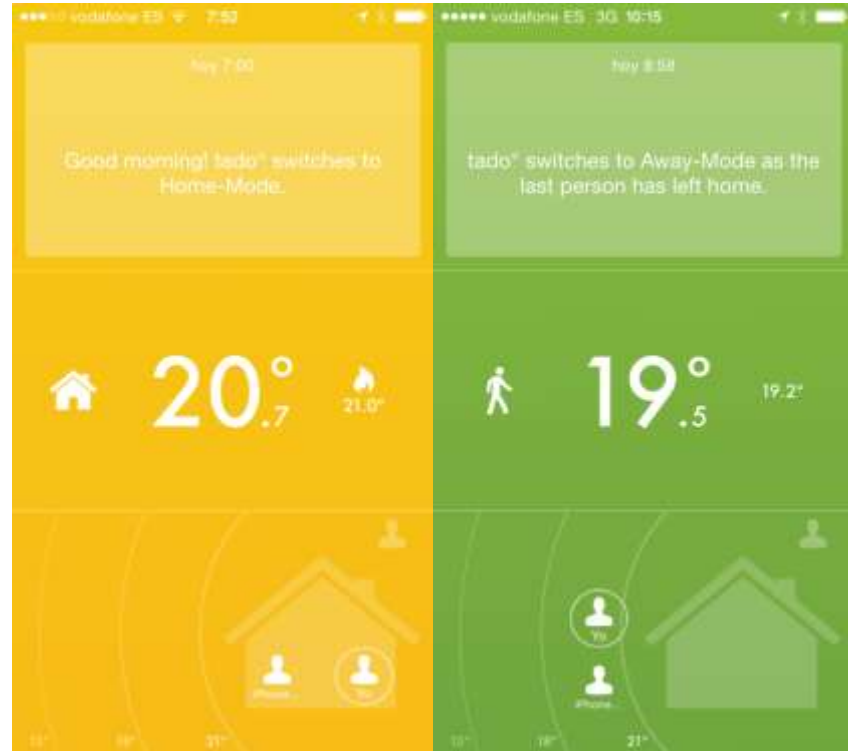 vodafone ES 7:52
hoy 7:00
Good morning! tado° switches to
Home-Mode.
20.7°
21.0°
iPhone...
Yo
21°
vodafone ES 3G 10:15
hoy 8:58
tado° switches to Away-Mode as the
last person has left home.
19.5°
19.2°
Yo
iPhone...
21°